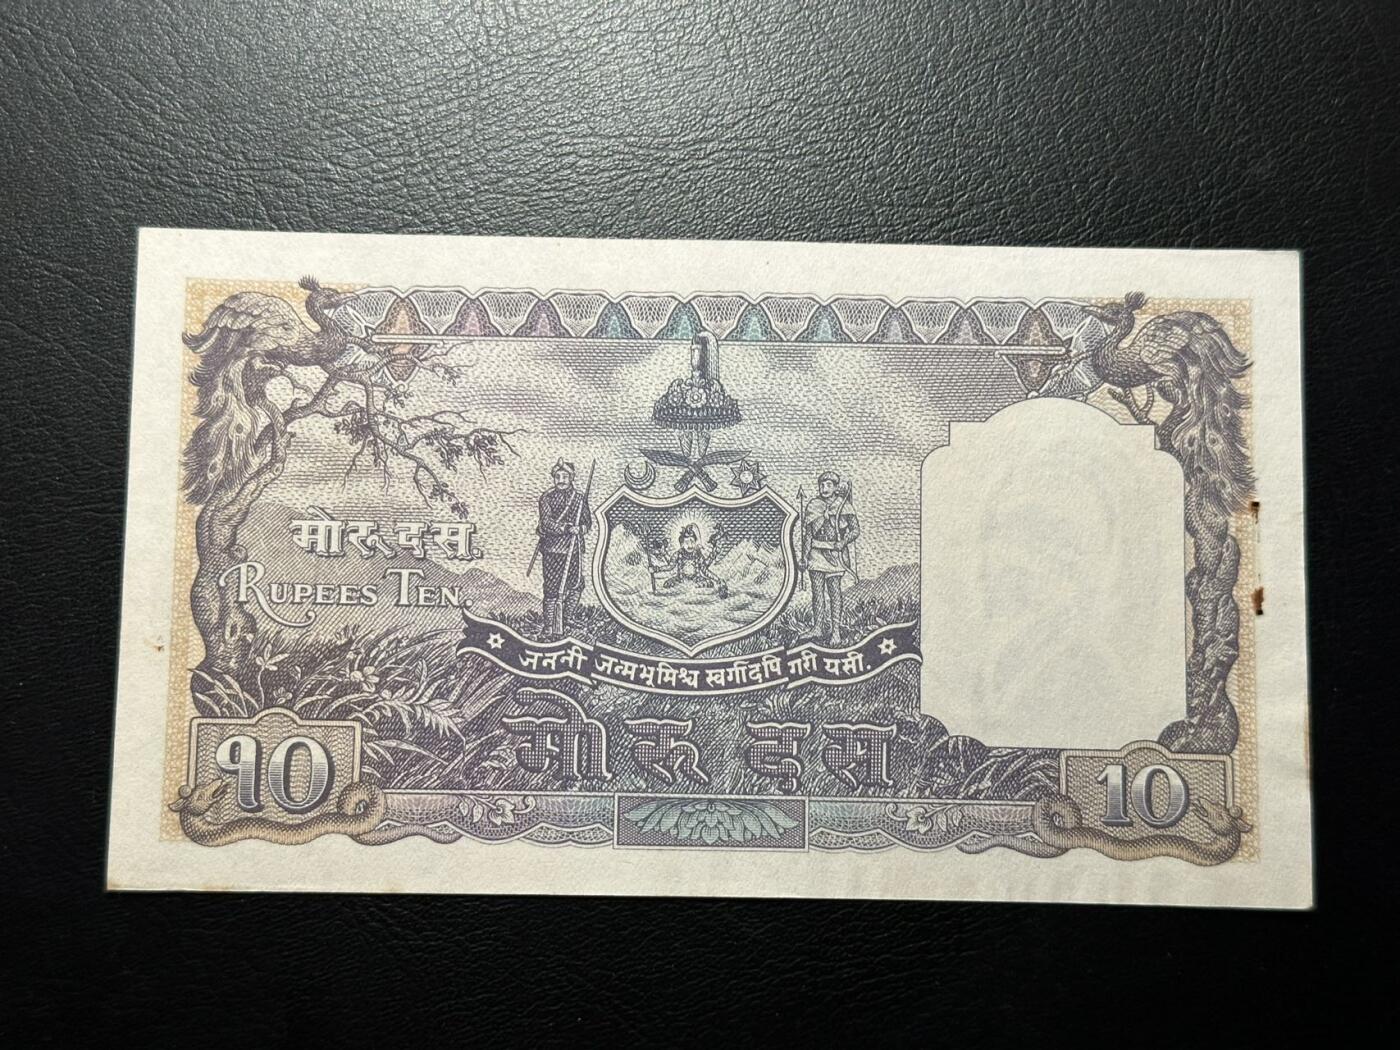 मोरू दस.
RUPEES TEN.
जननी जन्मभूमिश्च स्वर्गादपि गरी यसी.
मोरू दस
१०
10